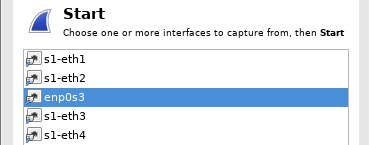 Start
Choose one or more interfaces to capture from, then Start
s1-eth1
s1-eth2
enp0s3
s1-eth3
s1-eth4